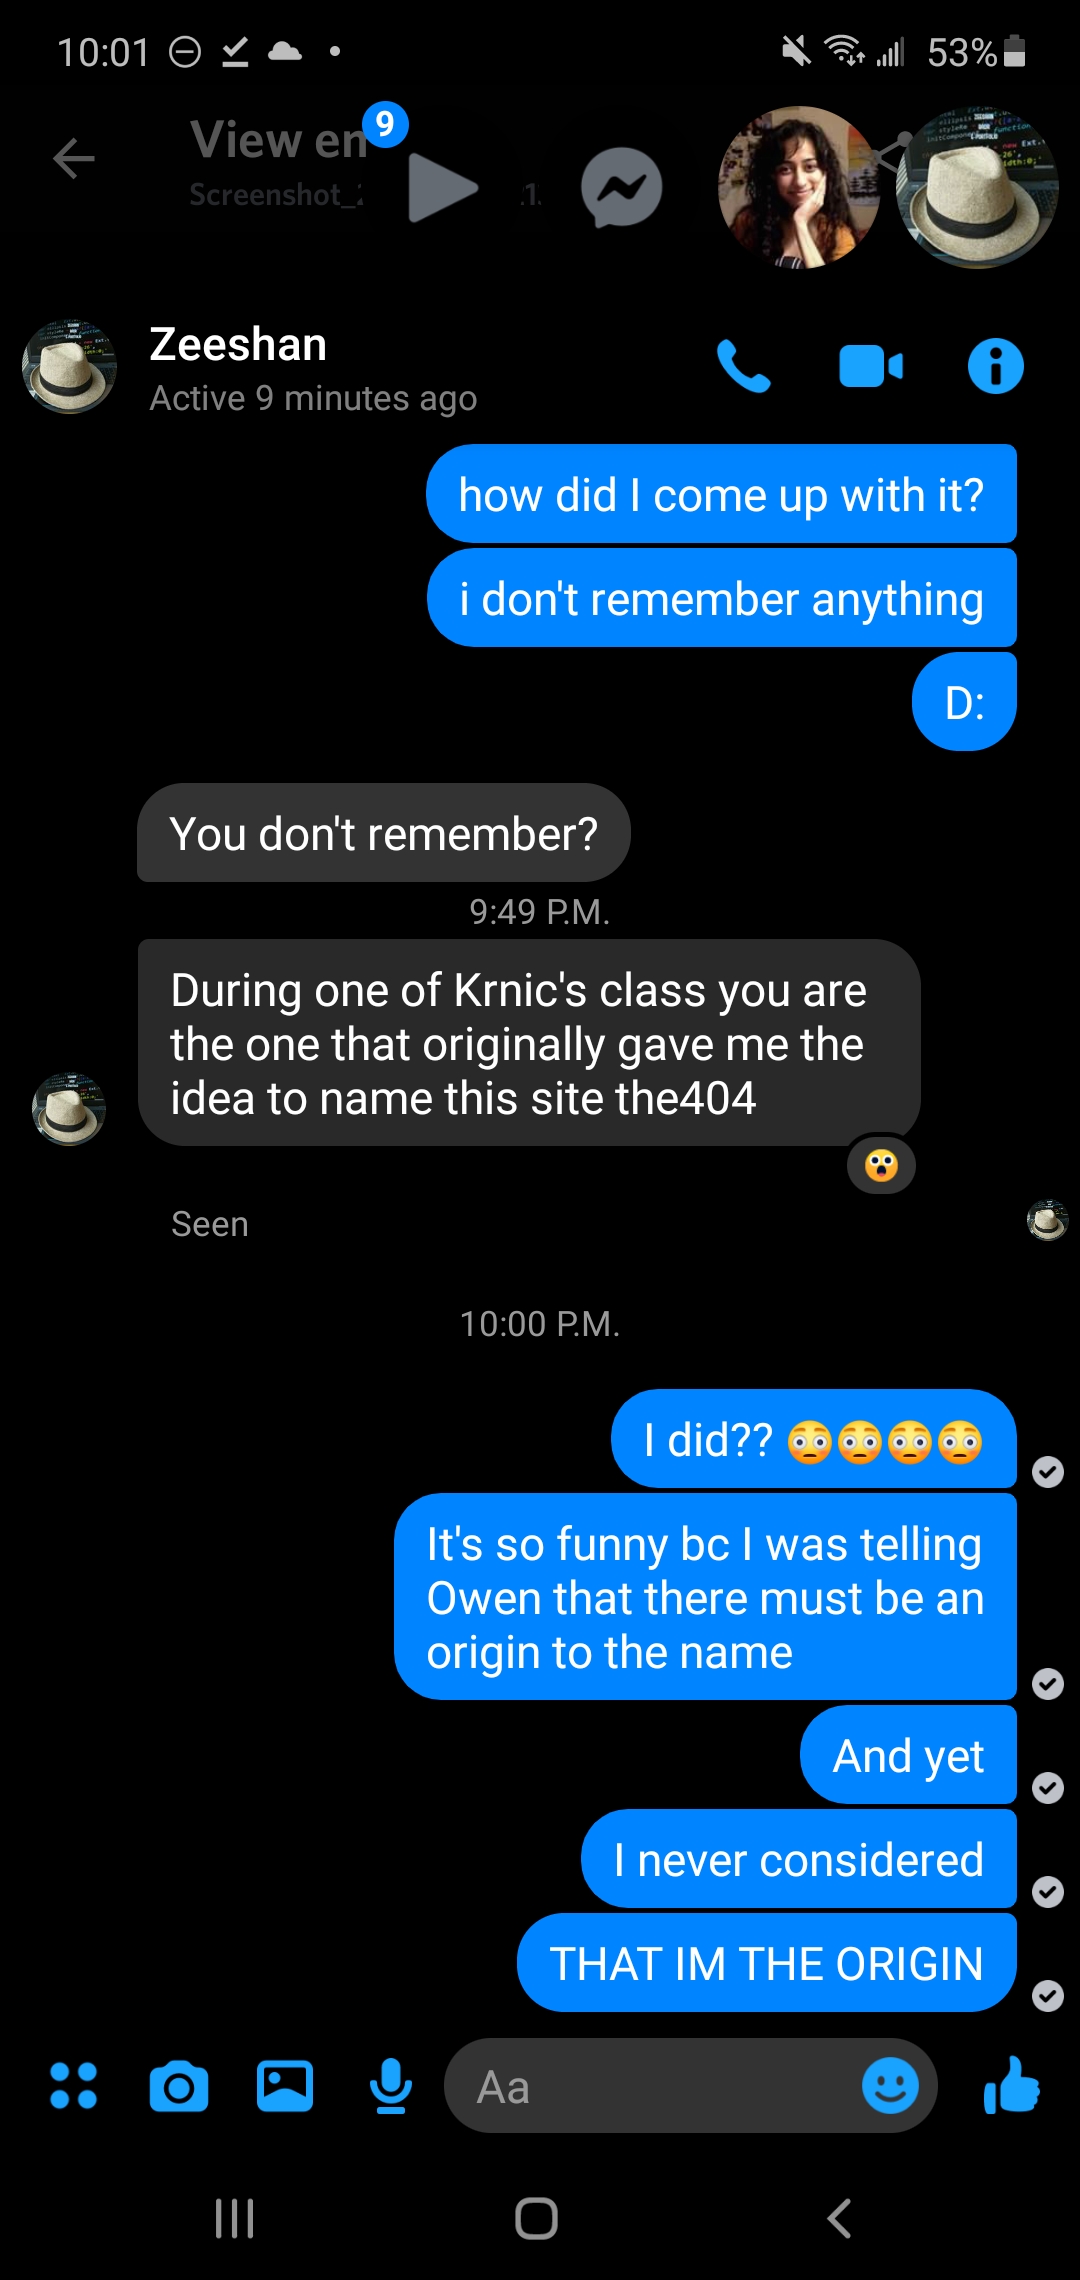 10:01
53%
9
View en
Screenshot_2
Zeeshan
Active 9 minutes ago
how did I come up with it?
i don't remember anything
D:
You don't remember?
9:49 P.M.
During one of Krnic's class you are
the one that originally gave me the
idea to name this site the404
😲
Seen
10:00 P.M.
I did?? 😳😳😳😳
It's so funny bc I was telling
Owen that there must be an
origin to the name
And yet
I never considered
THAT IM THE ORIGIN
Aa